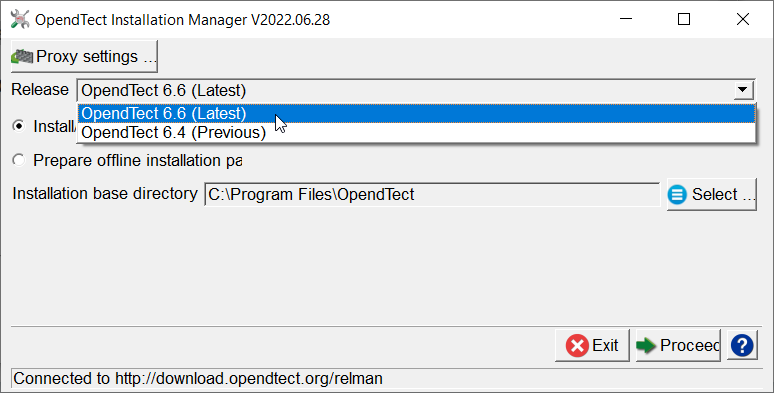 OpendTect Installation Manager V2022.06.28
Proxy settings ...
Release OpendTect 6.6 (Latest)
OpendTect 6.6 (Latest)
Install
OpendTect 6.4 (Previous)
Prepare offline installation pa
Installation base directory C:\Program Files\OpendTect Select ...
Exit Proceed ?
Connected to http://download.opendtect.org/relman